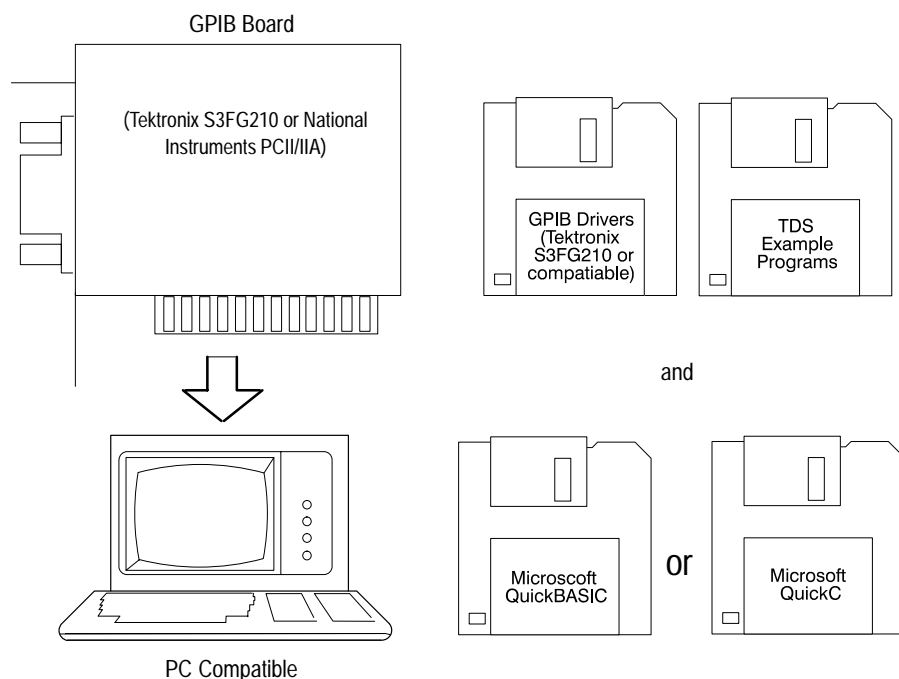 GPIB Board
(Tektronix S3FG210 or National
Instruments PCII/IIA)
GPIB Drivers
(Tektronix
S3FG210 or
compatiable)
TDS
Example
Programs
and
Microscoft
QuickBASIC
or
Microsoft
QuickC
PC Compatible